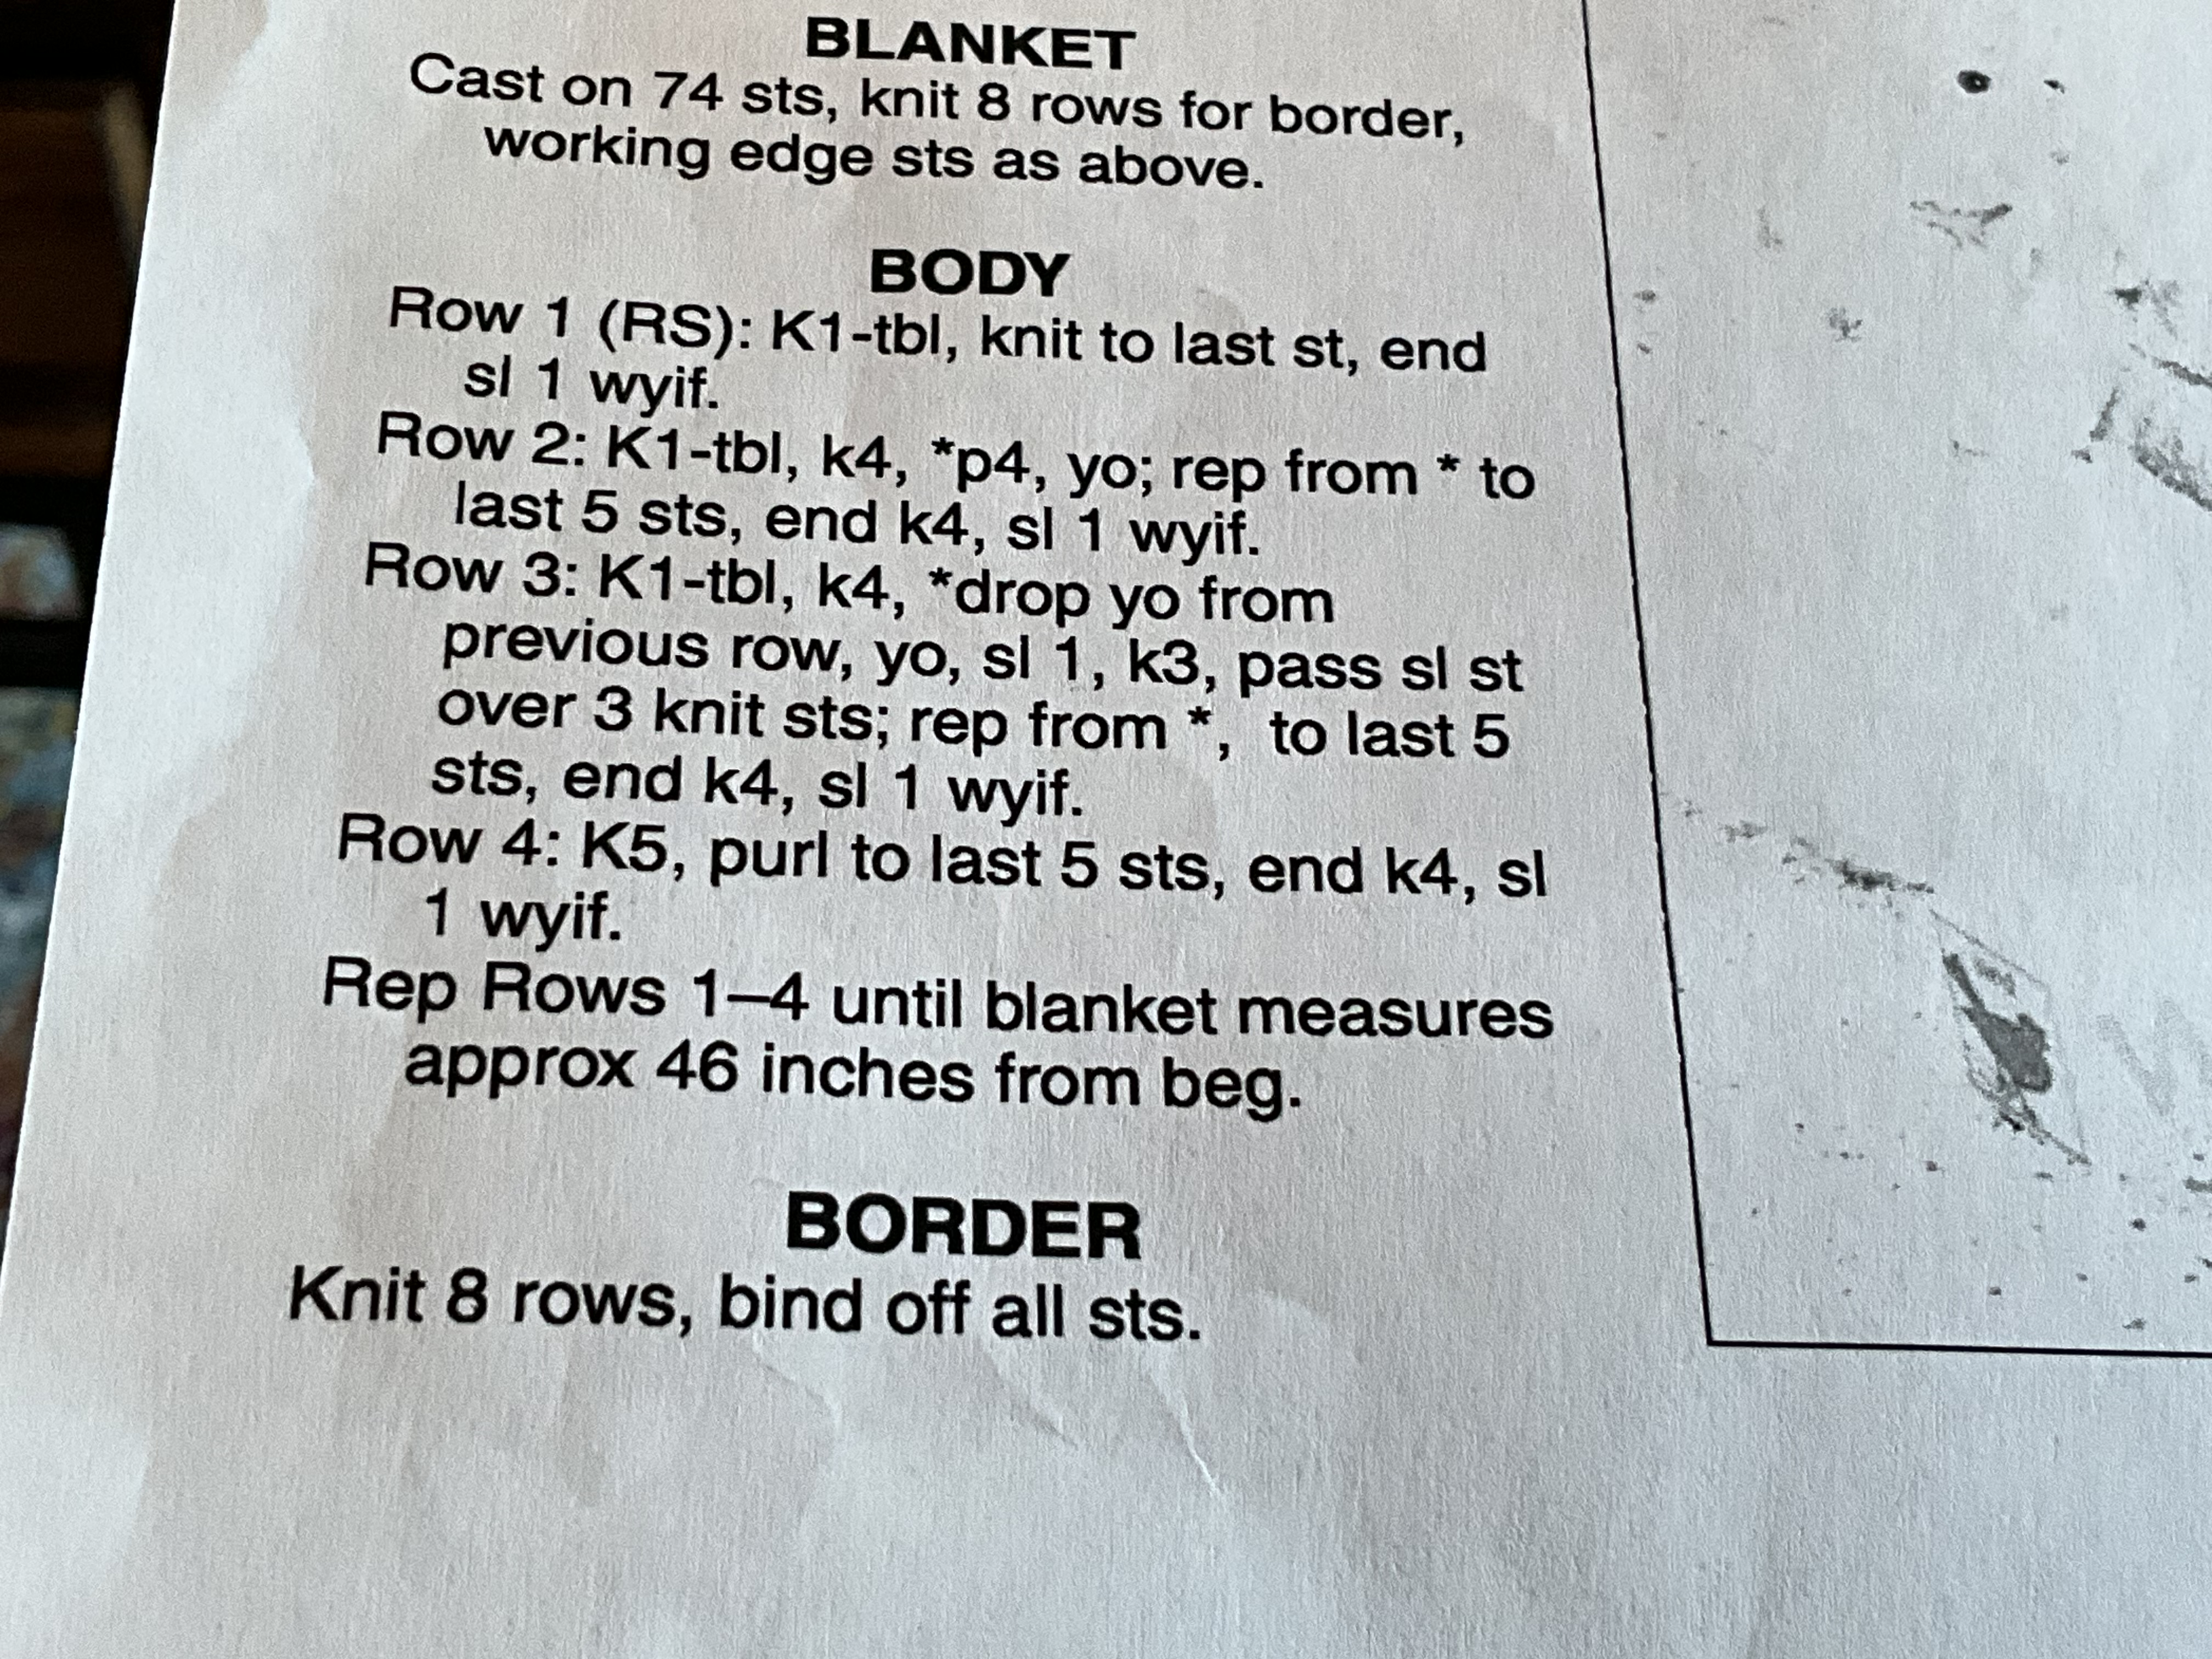 BLANKET
Cast on 74 sts, knit 8 rows for border,
working edge sts as above.
BODY
Row 1 (RS): K1-tbl, knit to last st, end
sl 1 wyif.
Row 2: K1-tbl, k4, *p4, yo; rep from * to
last 5 sts, end k4, sl 1 wyif.
Row 3: K1-tbl, k4, *drop yo from
previous row, yo, sl 1, k3, pass sl st
over 3 knit sts; rep from *, to last 5
sts, end k4, sl 1 wyif.
Row 4: K5, purl to last 5 sts, end k4, sl
1 wyif.
Rep Rows 1–4 until blanket measures
approx 46 inches from beg.
BORDER
Knit 8 rows, bind off all sts.